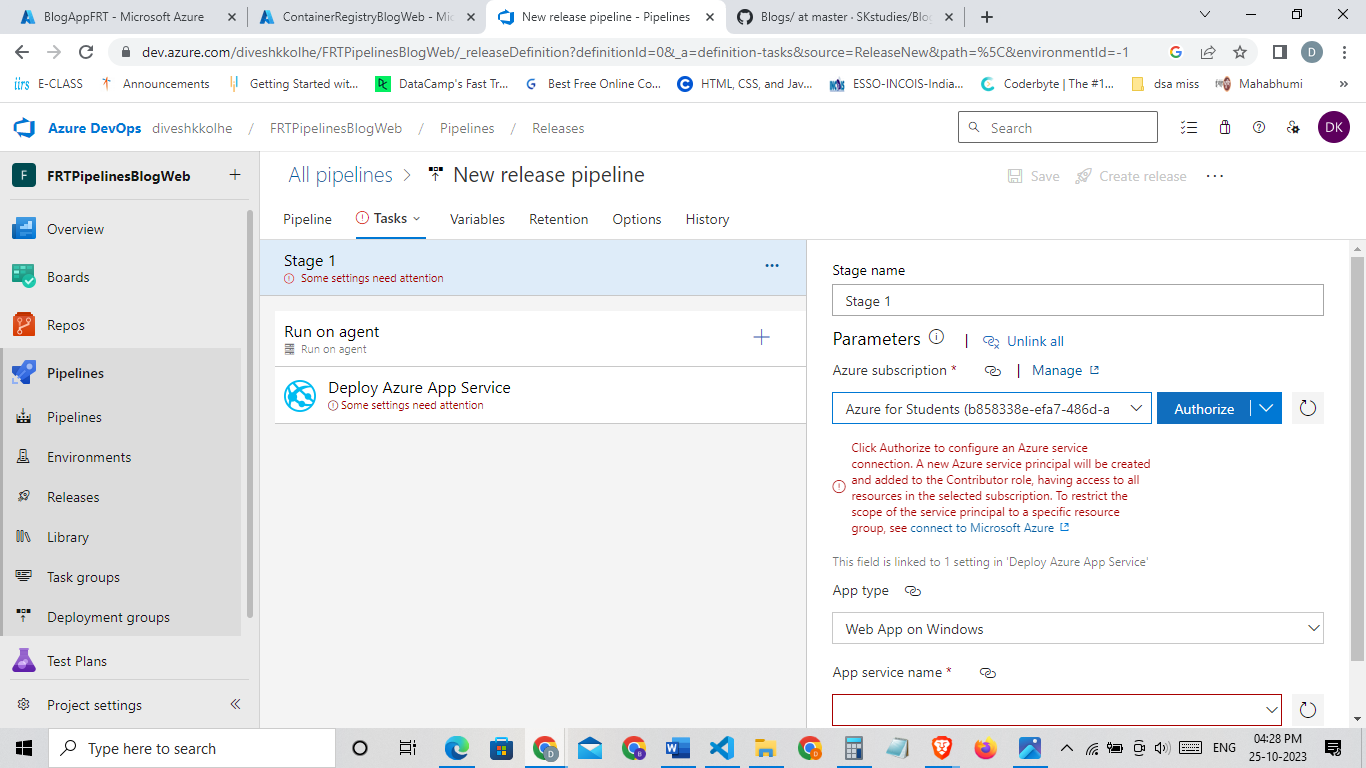 BlogAppFRT - Microsoft Azure
ContainerRegistryBlogWeb - Mic
New release pipeline - Pipelines
Blogs/ at master · SKstudies/Blog
dev.azure.com/diveshkkolhe/FRTPipelinesBlogWeb/_releaseDefinition?definitionId=0&_a=definition-tasks&source=ReleaseNew&path=%5C&environmentId=-1
D
E-CLASS
Announcements
Getting Started wit...
DataCamp's Fast Tr...
Best Free Online Co...
HTML, CSS, and Jav...
ESSO-INCOIS-India...
Coderbyte | The #1...
dsa miss
Mahabhumi
»
Azure DevOps diveshkkolhe / FRTPipelinesBlogWeb / Pipelines / Releases
Search
DK
F FRTPipelinesBlogWeb +
Overview
Boards
Repos
Pipelines
Pipelines
Environments
Releases
Library
Task groups
Deployment groups
Test Plans
Project settings
All pipelines > New release pipeline
Save
Create release
...
Pipeline
Tasks
Variables
Retention
Options
History
Stage 1
Some settings need attention
...
Run on agent
Run on agent
Deploy Azure App Service
Some settings need attention
Stage name
Stage 1
Parameters | Unlink all
Azure subscription * | Manage
Azure for Students (b858338e-efa7-486d-a
Authorize
Click Authorize to configure an Azure service
connection. A new Azure service principal will be created
and added to the Contributor role, having access to all
resources in the selected subscription. To restrict the
scope of the service principal to a specific resource
group, see connect to Microsoft Azure
This field is linked to 1 setting in 'Deploy Azure App Service'
App type
Web App on Windows
App service name *
Type here to search
ENG
04:28 PM
25-10-2023